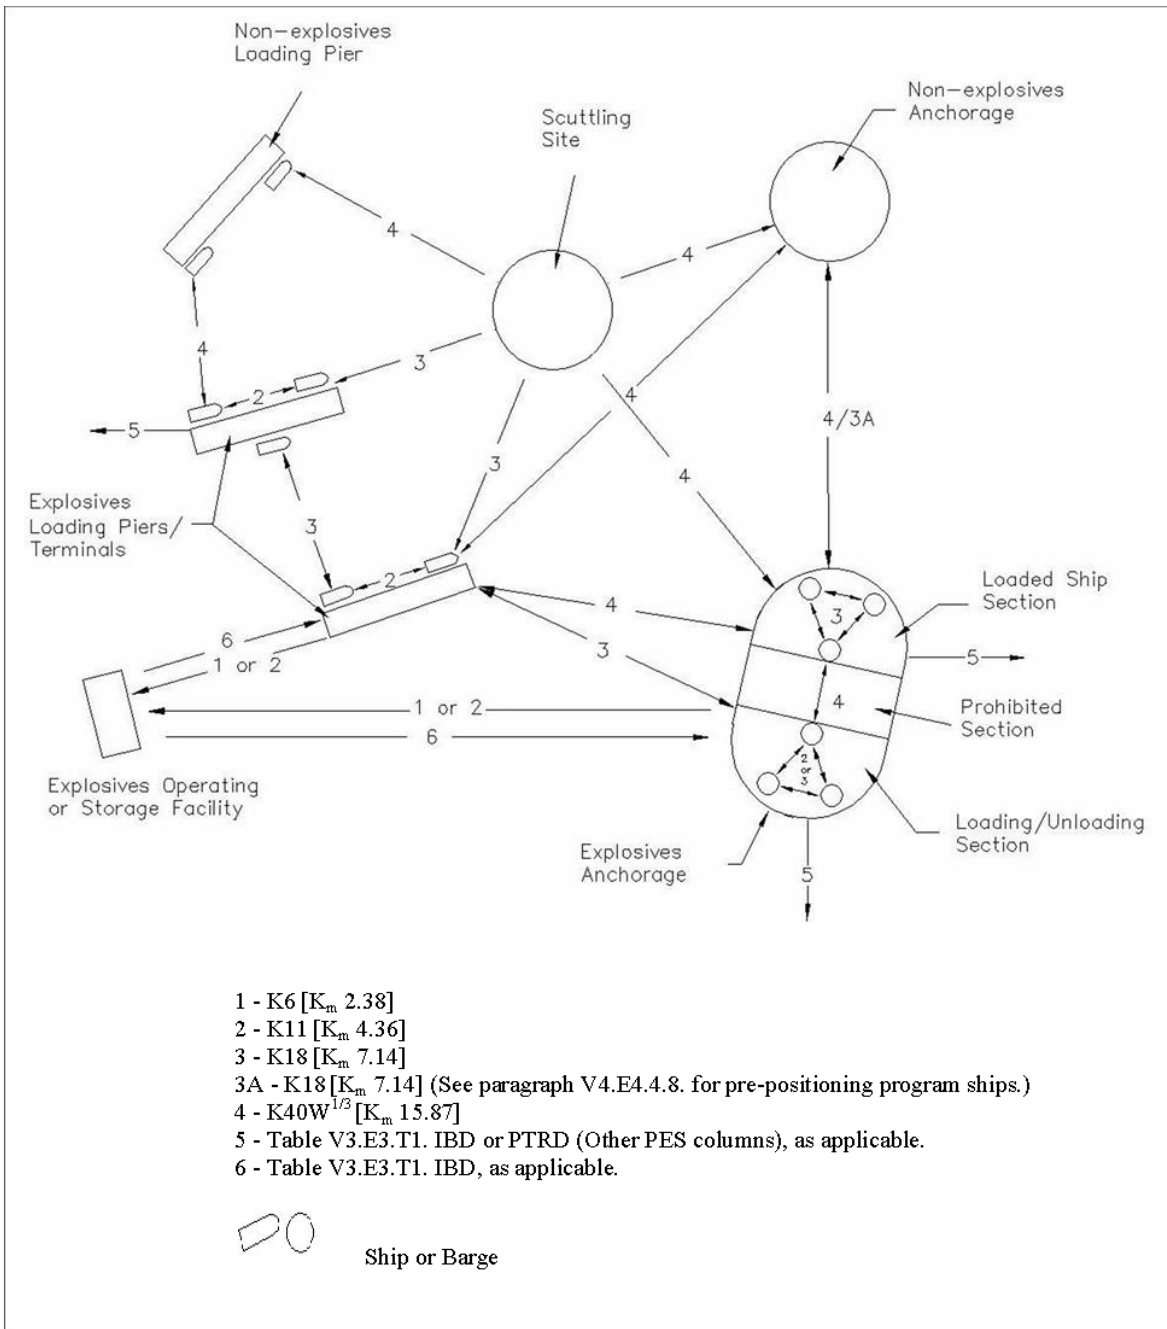 Non-explosives
Loading Pier
Non-explosives
Anchorage
Scuttling
Site
4
4
4
3
2
5
4
4/3A
3
4
Explosives
Loading Piers/
Terminals
3
2
4
3
Loaded Ship
Section
3
5
6
1 or 2
4
Prohibited
Section
1 or 2
6
2
or
3
Explosives Operating
or Storage Facility
Loading/Unloading
Section
Explosives
Anchorage
5
1 - K6 [Km 2.38]
2 - K11 [Km 4.36]
3 - K18 [Km 7.14]
3A - K18 [Km 7.14] (See paragraph V4.E4.4.8. for pre-positioning program ships.)
4 - K40W1/3 [Km 15.87]
5 - Table V3.E3.T1. IBD or PTRD (Other PES columns), as applicable.
6 - Table V3.E3.T1. IBD, as applicable.
Ship or Barge